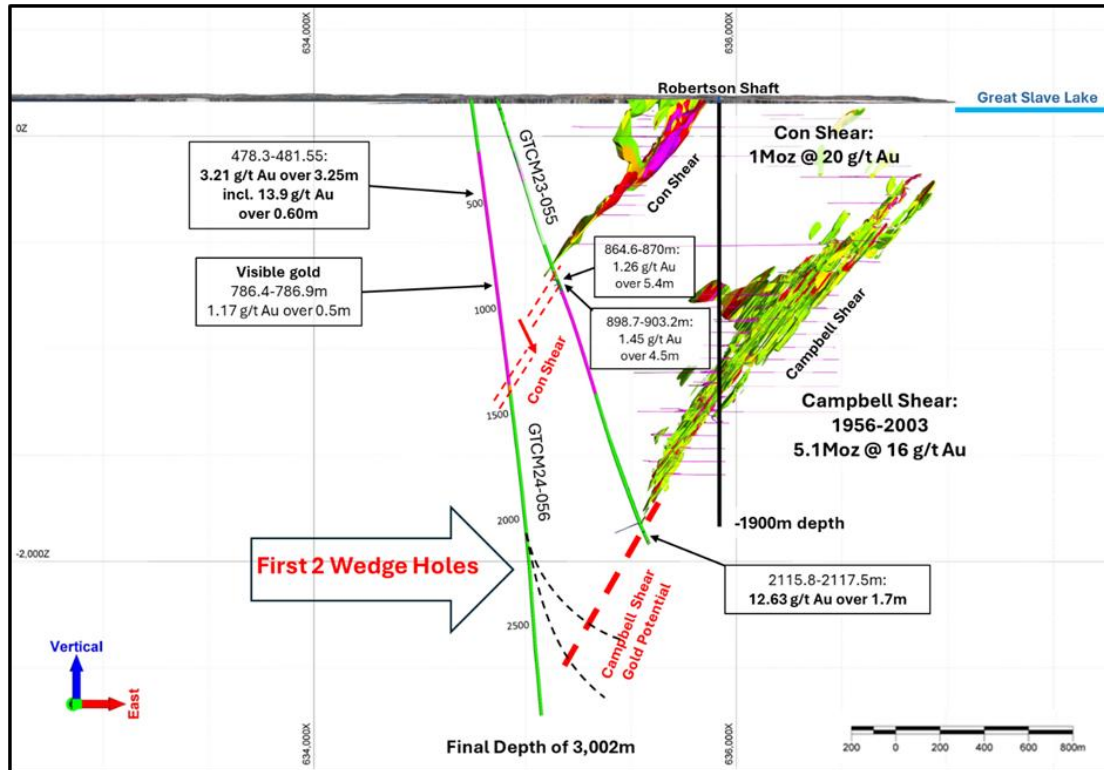 634,000X
636,000X
Robertson Shaft
Great Slave Lake
0Z
Con Shear:
1Moz @ 20 g/t Au
478.3-481.55:
3.21 g/t Au over 3.25m
incl. 13.9 g/t Au
over 0.60m
GTCM23-055
Con Shear
500
864.6-870m:
1.26 g/t Au
over 5.4m
Visible gold
786.4-786.9m
1.17 g/t Au over 0.5m
1000
898.7-903.2m:
1.45 g/t Au
over 4.5m
Campbell Shear
Con Shear
1500
Campbell Shear:
1956-2003
5.1Moz @ 16 g/t Au
GTCM24-056
2000
-1900m depth
-2,000Z
First 2 Wedge Holes
2115.8-2117.5m:
12.63 g/t Au over 1.7m
2500
Campbell Shear
Gold Potential
Vertical
East
634,000X
636,000X
Final Depth of 3,002m
200 0 200 400 600 800m